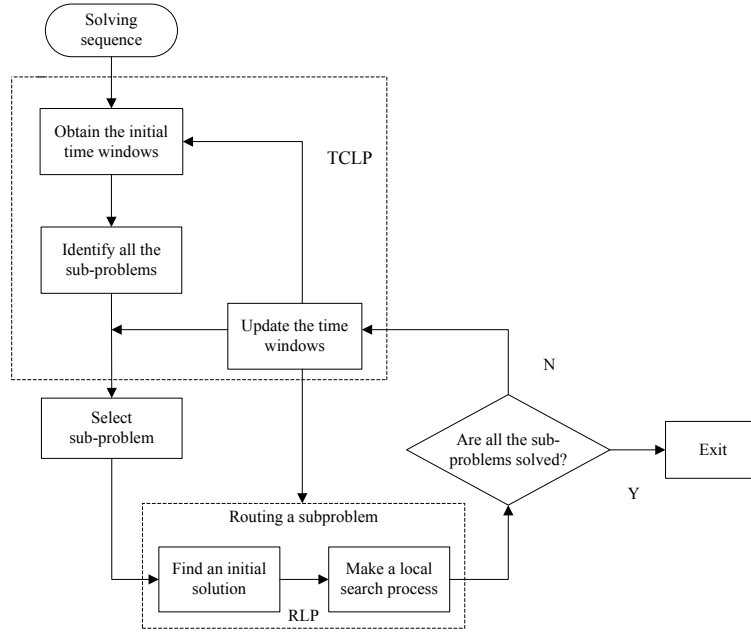 Solving
sequence
Obtain the initial
time windows
TCLP
Identify all the
sub-problems
Update the time
windows
N
Select
sub-problem
Are all the sub-
problems solved?
Exit
Y
Routing a subproblem
Find an initial
solution
Make a local
search process
RLP